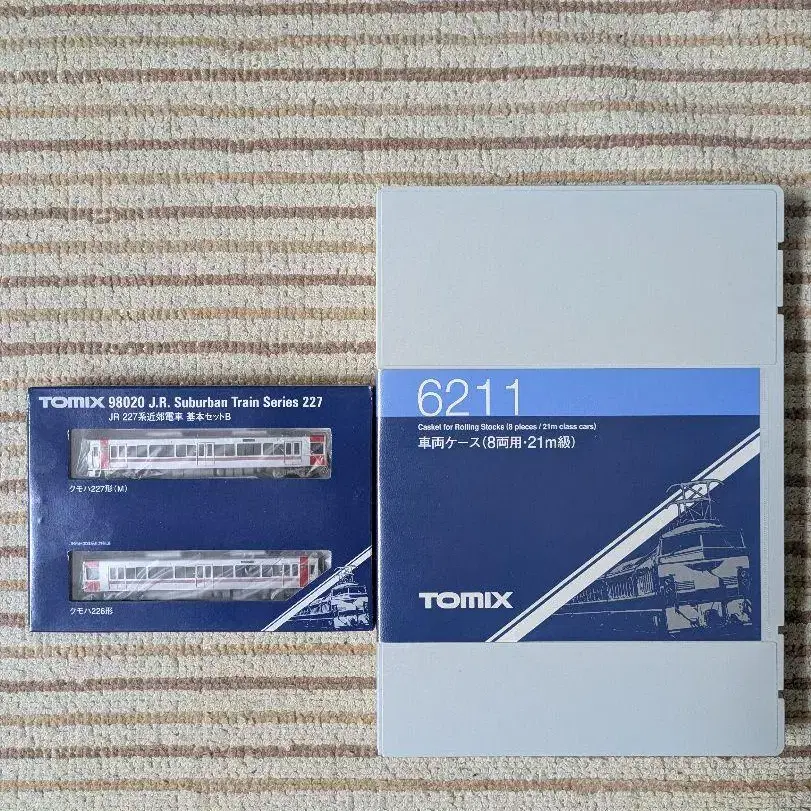 TOMIX 98020 J.R. Suburban Train Series 227
JR 227系近郊電車 基本セットB
クモハ227形(M)
クモハ226形
6211
Casket for Rolling Stocks (8 pieces / 21m class cars)
車両ケース(8両用・21m級)
TOMIX